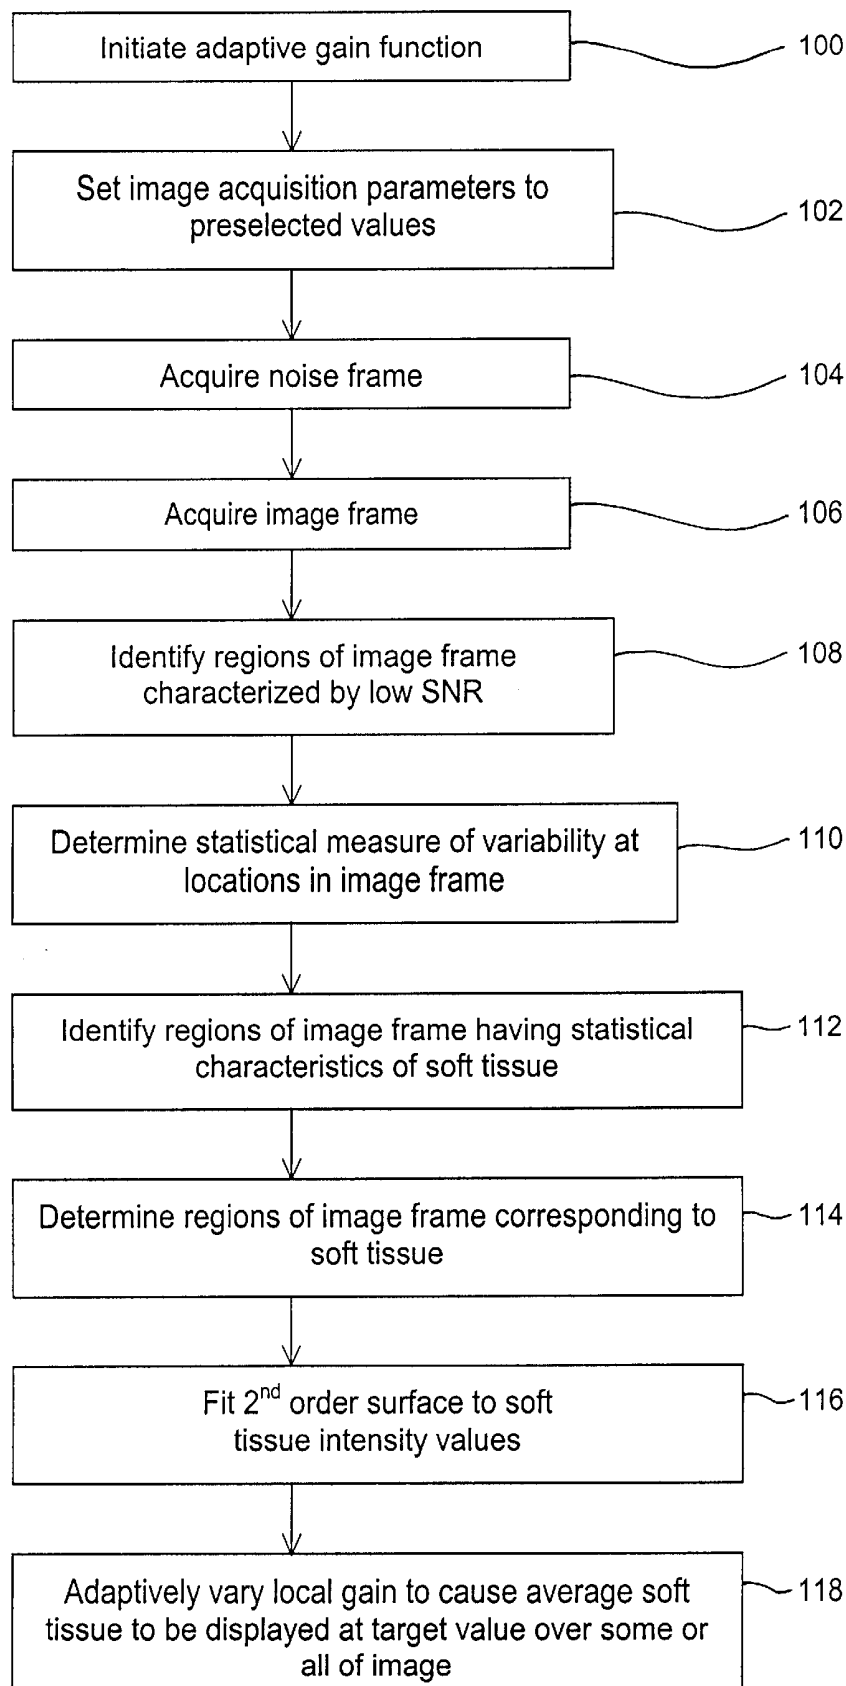 Initiate adaptive gain function
100
Set image acquisition parameters to
preselected values
102
Acquire noise frame
104
Acquire image frame
106
Identify regions of image frame
characterized by low SNR
108
Determine statistical measure of variability at
locations in image frame
110
Identify regions of image frame having statistical
characteristics of soft tissue
112
Determine regions of image frame corresponding to
soft tissue
114
Fit 2nd order surface to soft
tissue intensity values
116
Adaptively vary local gain to cause average soft
tissue to be displayed at target value over some or
all of image
118